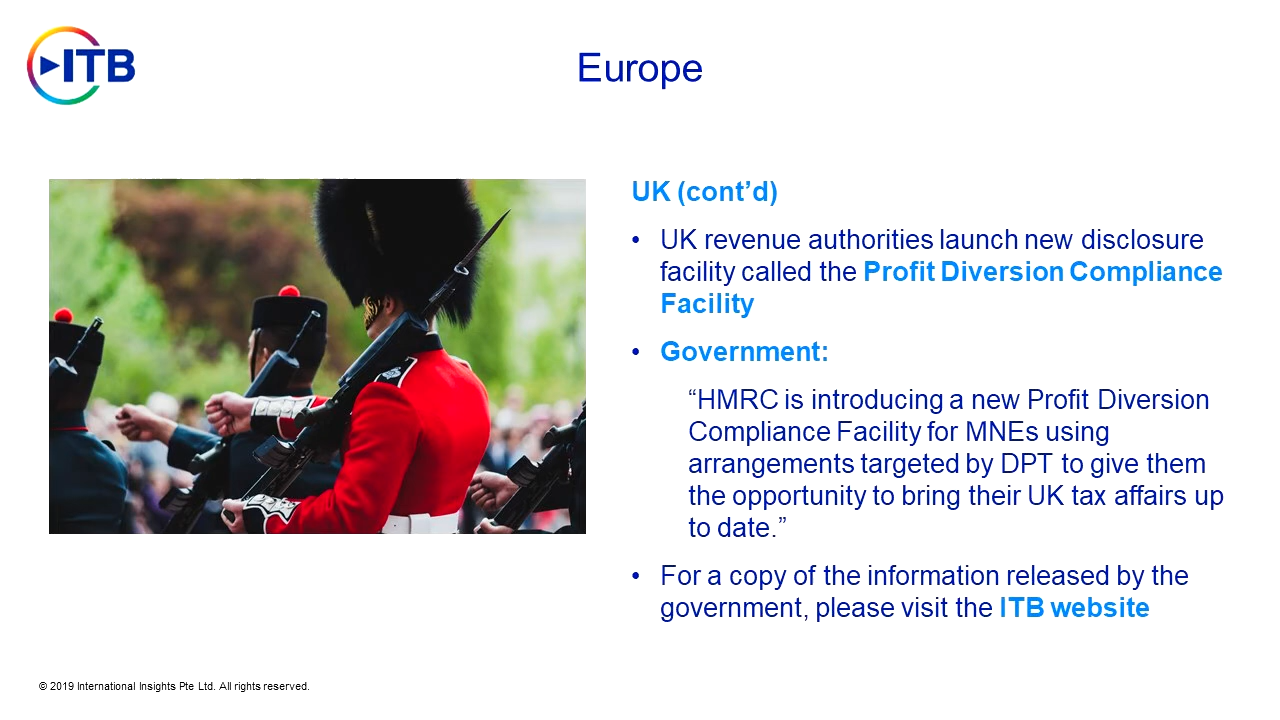 ITB
Europe
UK (cont’d)
• UK revenue authorities launch new disclosure
facility called the Profit Diversion Compliance
Facility
• Government:
“HMRC is introducing a new Profit Diversion
Compliance Facility for MNEs using
arrangements targeted by DPT to give them
the opportunity to bring their UK tax affairs up
to date.”
• For a copy of the information released by the
government, please visit the ITB website
© 2019 International Insights Pte Ltd. All rights reserved.